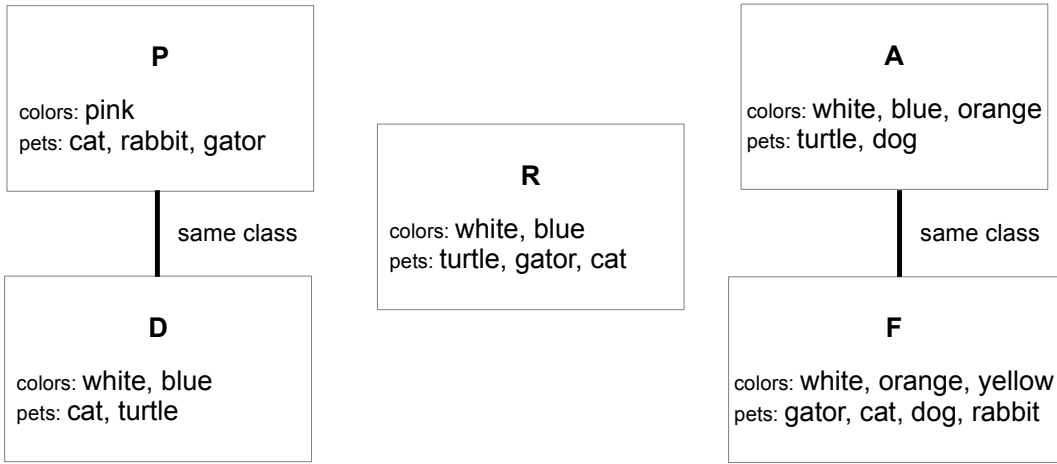 P
colors: pink
pets: cat, rabbit, gator
same class
D
colors: white, blue
pets: cat, turtle
R
colors: white, blue
pets: turtle, gator, cat
A
colors: white, blue, orange
pets: turtle, dog
same class
F
colors: white, orange, yellow
pets: gator, cat, dog, rabbit